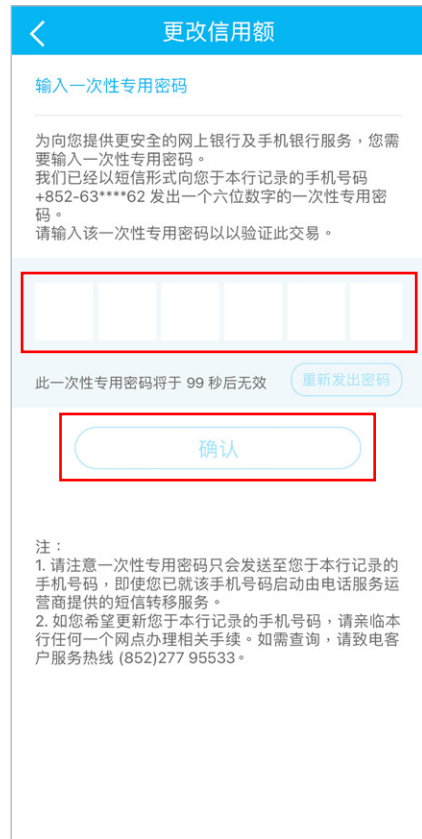 更改信用额
输入一次性专用密码
为向您提供更安全的网上银行及手机银行服务，您需
要输入一次性专用密码。
我们已经以短信形式向您于本行记录的手机号码
+852-63****62 发出一个六位数字的一次性专用密
码。
请输入该一次性专用密码以以验证此交易。
此一次性专用密码将于 99 秒后无效
重新发出密码
确认
注：
1. 请注意一次性专用密码只会发送至您于本行记录的
手机号码，即使您已就该手机号码启动由电话服务运
营商提供的短信转移服务。
2. 如您希望更新您于本行记录的手机号码，请亲临本
行任何一个网点办理相关手续。如需查询，请致电客
户服务热线 (852)277 95533。